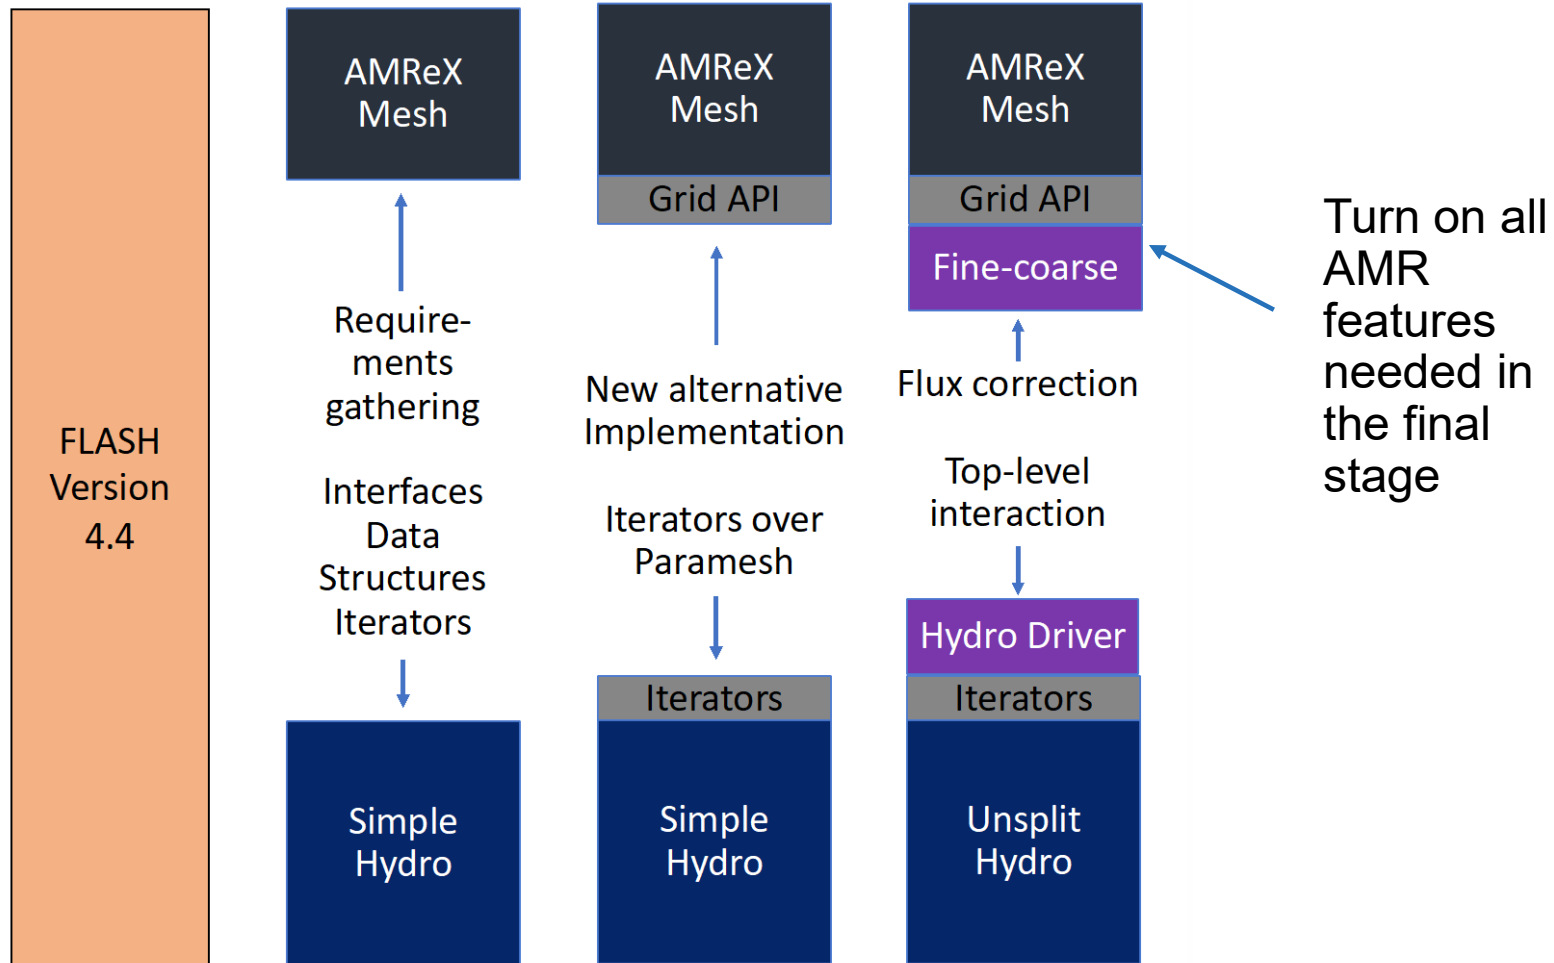 FLASH
Version
4.4
AMReX
Mesh
Require-
ments
gathering
Interfaces
Data
Structures
Iterators
Simple
Hydro
AMReX
Mesh
Grid API
New alternative
Implementation
Iterators over
Paramesh
Iterators
Simple
Hydro
AMReX
Mesh
Grid API
Fine-coarse
Flux correction
Top-level
interaction
Hydro Driver
Iterators
Unsplit
Hydro
Turn on all
AMR
features
needed in
the final
stage